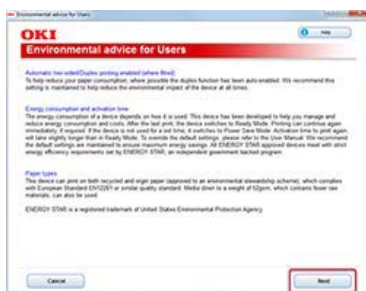 Environmental advice for Users
OKI
Help
Environmental advice for Users
Automatic two-sided/Duplex printing enabled (where fitted)
To help reduce your paper consumption, where possible the duplex function has been auto-enabled. We recommend this
setting is maintained to help reduce the environmental impact of the device at all times.
Energy consumption and activation time
The energy consumption of a device depends on how it is used. This device has been developed to help you manage and
reduce energy consumption and costs. After the last print, the device switches to Ready Mode. Printing can continue again
immediately, if required. If the device is not used for a set time, it switches to Power Save Mode. Activation time to print again
will take slightly longer than in Ready Mode. To override the default settings, please refer to the User Manual. We recommend
the default settings are maintained to ensure maximum energy savings. All ENERGY STAR approved devices meet with strict
energy efficiency requirements set by ENERGY STAR, an independent government backed program.
Paper types
This device can print on both recycled and virgin paper (approved to an environmental stewardship scheme), which complies
with European Standard EN12281 or similar quality standard. Media down to a weight of 62gsm, which contains fewer raw
materials, can also be used.
ENERGY STAR is a registered trademark of United States Environmental Protection Agency.
Cancel
Next